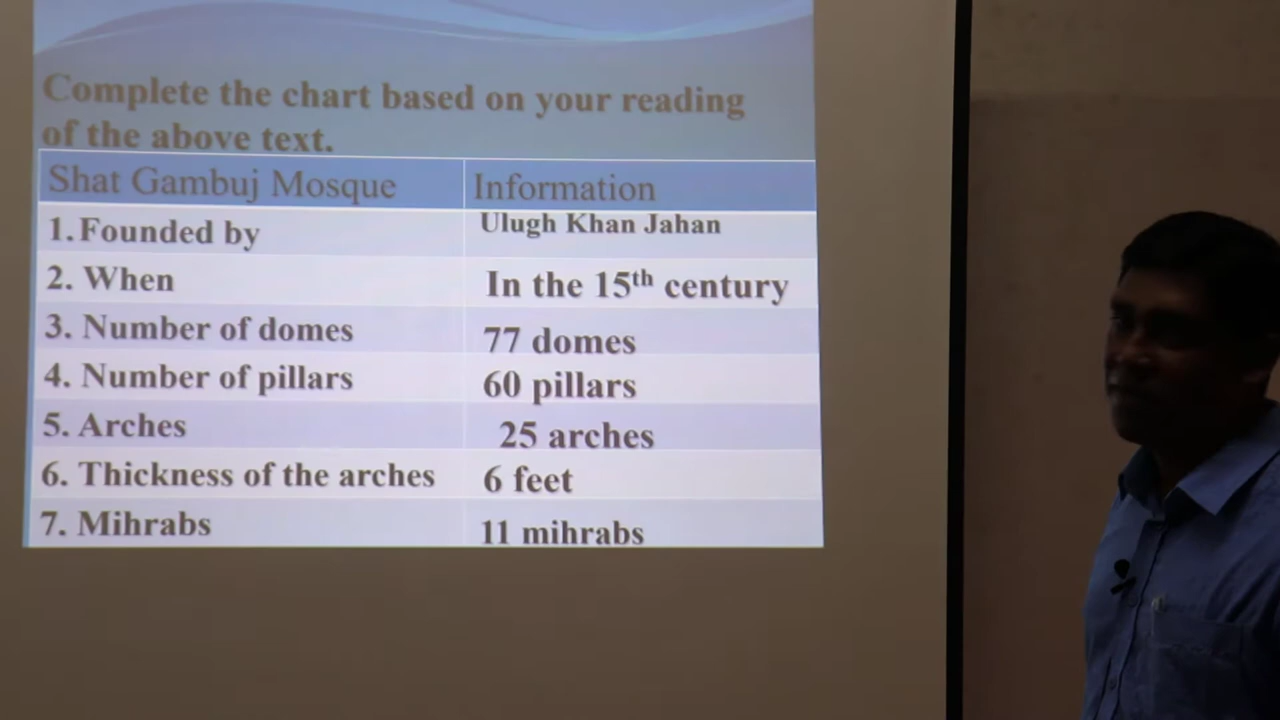 Complete the chart based on your reading
of the above text.
Shat Gambuj Mosque Information
1. Founded by Ulugh Khan Jahan
2. When In the 15th century
3. Number of domes 77 domes
4. Number of pillars 60 pillars
5. Arches 25 arches
6. Thickness of the arches 6 feet
7. Mihrabs 11 mihrabs